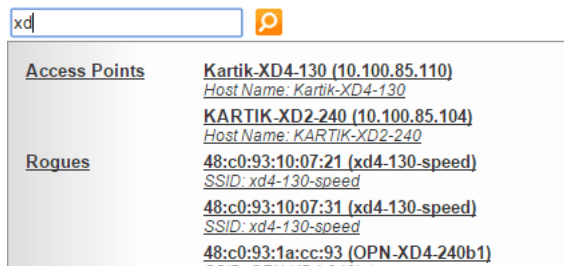 xd
Access Points
Kartik-XD4-130 (10.100.85.110)
Host Name: Kartik-XD4-130
KARTIK-XD2-240 (10.100.85.104)
Host Name: KARTIK-XD2-240
Rogues
48:c0:93:10:07:21 (xd4-130-speed)
SSID: xd4-130-speed
48:c0:93:10:07:31 (xd4-130-speed)
SSID: xd4-130-speed
48:c0:93:1a:cc:93 (OPN-XD4-240b1)